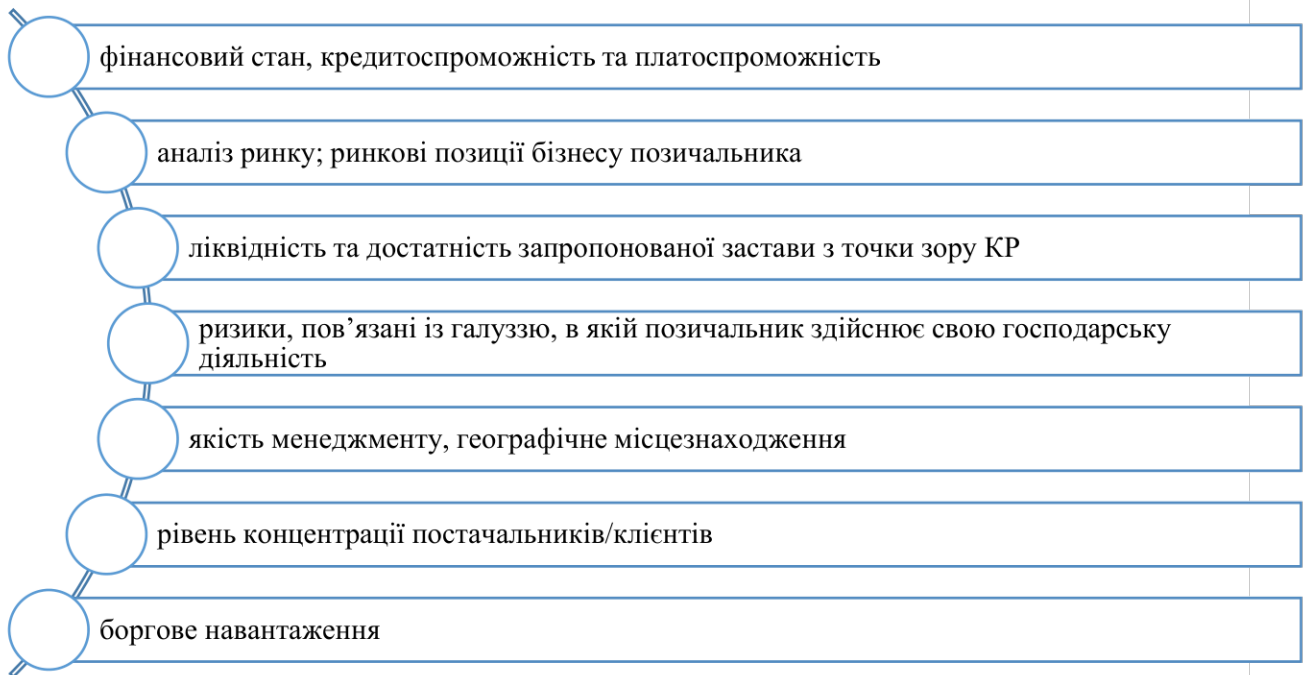 фінансовий стан, кредитоспроможність та платоспроможність
аналіз ринку; ринкові позиції бізнесу позичальника
ліквідність та достатність запропонованої застави з точки зору КР
ризики, пов’язані із галуззю, в якій позичальник здійснює свою господарську
діяльність
якість менеджменту, географічне місцезнаходження
рівень концентрації постачальників/клієнтів
боргове навантаження